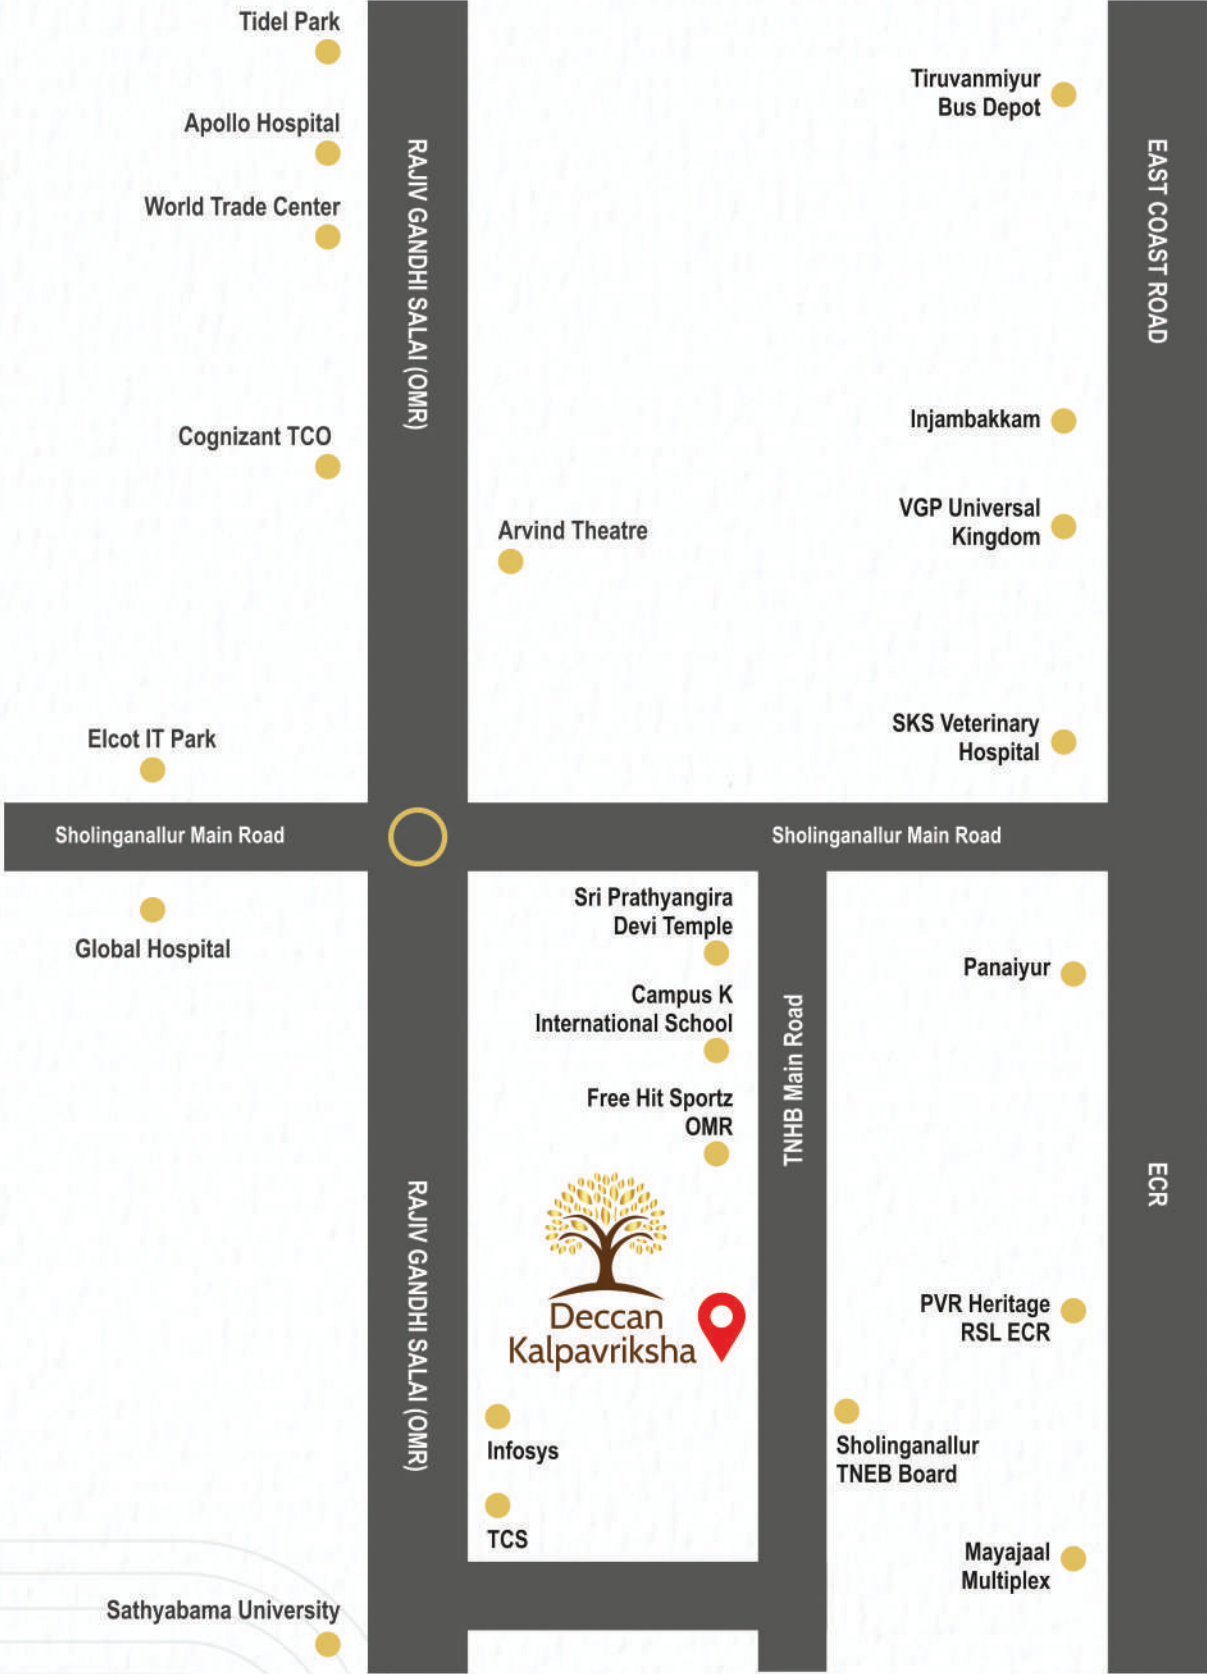 Tidel Park
Tiruvanmiyur
Bus Depot
Apollo Hospital
World Trade Center
RAJIV GANDHI SALAI (OMR)
EAST COAST ROAD
Cognizant TCO
Injambakkam
VGP Universal
Kingdom
Arvind Theatre
SKS Veterinary
Hospital
Elcot IT Park
Sholinganallur Main Road
Sholinganallur Main Road
Sri Prathyangira
Devi Temple
Global Hospital
Panaiyur
Campus K
International School
TNHB Main Road
Free Hit Sportz
OMR
ECR
RAJIV GANDHI SALAI (OMR)
Deccan
Kalpavriksha
PVR Heritage
RSL ECR
Infosys
Sholinganallur
TNEB Board
TCS
Mayajaal
Multiplex
Sathyabama University